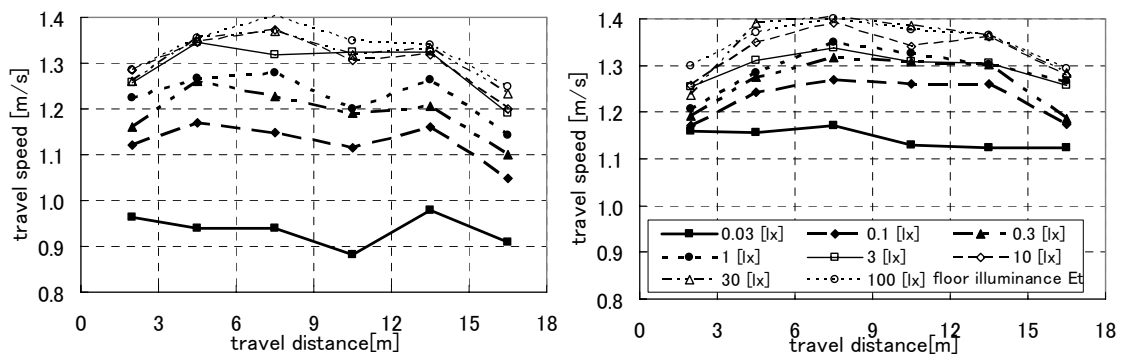 travel speed [m/s]
1.4
1.3
1.2
1.1
1.0
0.9
0.8
0 3 6 9 12 15 18
travel distance[m]
travel speed [m/s]
1.4
1.3
1.2
1.1
1.0
0.9
0.8
0.03 [lx] 0.1 [lx] 0.3 [lx]
1 [lx] 3 [lx] 10 [lx]
30 [lx] 100 [lx] floor illuminance Et
0 3 6 9 12 15 18
travel distance[m]